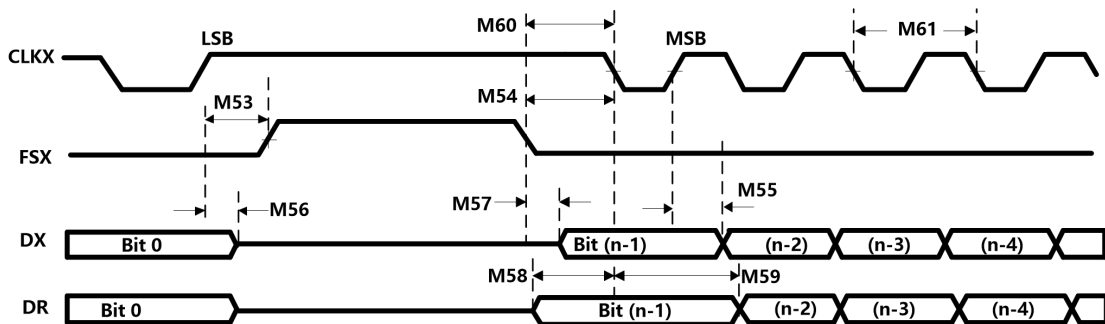 M60
LSB
MSB
M61
CLKX
M53
M54
FSX
M55
M56
M57
DX
Bit 0
Bit (n-1)
(n-2)
(n-3)
(n-4)
M58
M59
DR
Bit 0
Bit (n-1)
(n-2)
(n-3)
(n-4)